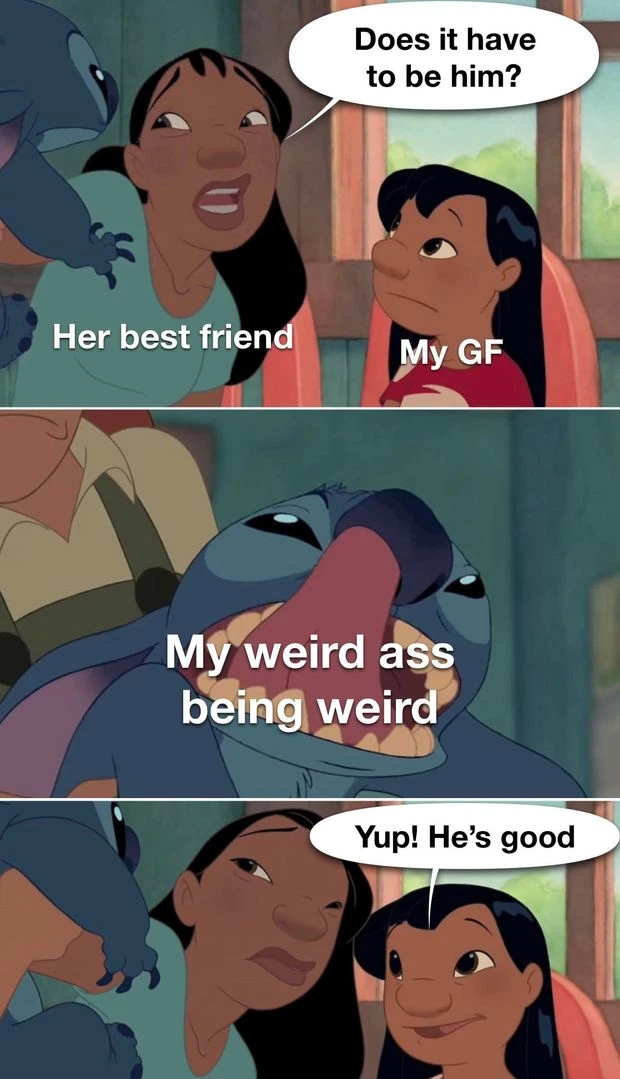 Does it have
to be him?
Her best friend
My GF
My weird ass
being weird
Yup! He’s good